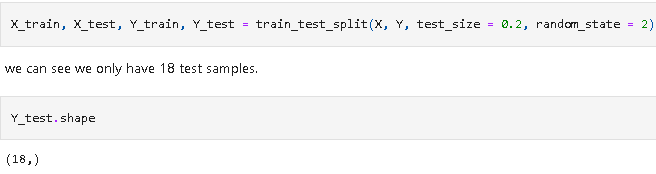 X_train, X_test, Y_train, Y_test = train_test_split(X, Y, test_size = 0.2, random_state = 2)
we can see we only have 18 test samples.
Y_test.shape
(18,)